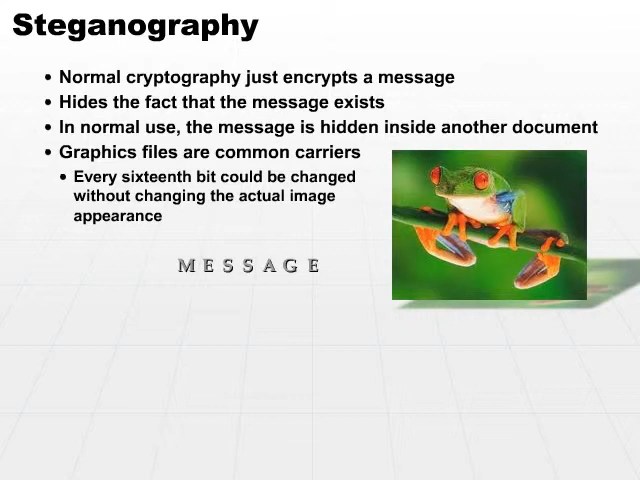 Steganography
• Normal cryptography just encrypts a message
• Hides the fact that the message exists
• In normal use, the message is hidden inside another document
• Graphics files are common carriers
• Every sixteenth bit could be changed
without changing the actual image
appearance
M E S S A G E